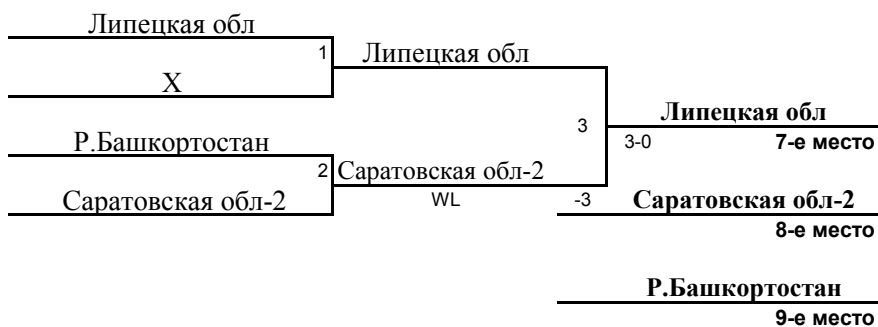 Липецкая обл
1 Липецкая обл
X
3 Липецкая обл
Р.Башкортостан 3-0 7-е место
2 Саратовская обл-2
Саратовская обл-2 WL -3 Саратовская обл-2
8-е место
Р.Башкортостан
9-е место